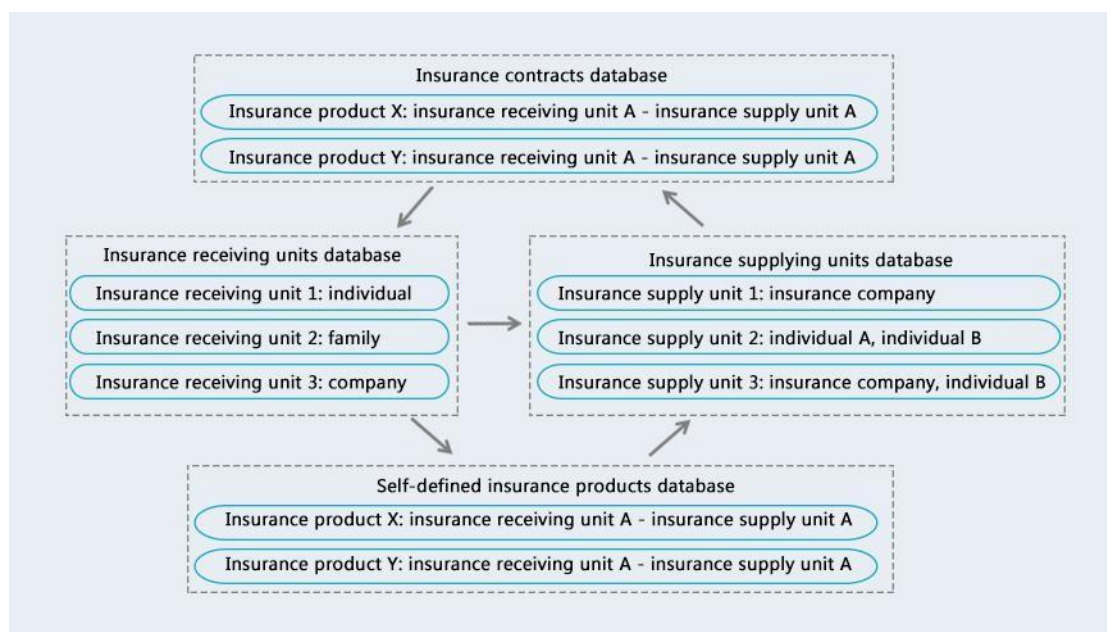 Insurance contracts database
Insurance product X: insurance receiving unit A - insurance supply unit A
Insurance product Y: insurance receiving unit A - insurance supply unit A
Insurance receiving units database
Insurance receiving unit 1: individual
Insurance receiving unit 2: family
Insurance receiving unit 3: company
Insurance supplying units database
Insurance supply unit 1: insurance company
Insurance supply unit 2: individual A, individual B
Insurance supply unit 3: insurance company, individual B
Self-defined insurance products database
Insurance product X: insurance receiving unit A - insurance supply unit A
Insurance product Y: insurance receiving unit A - insurance supply unit A